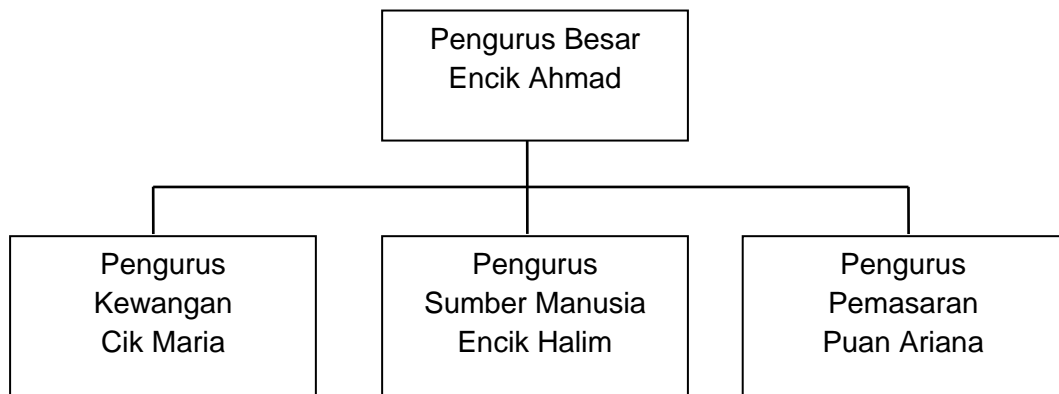 Pengurus Besar
Encik Ahmad
Pengurus
Kewangan
Cik Maria
Pengurus
Sumber Manusia
Encik Halim
Pengurus
Pemasaran
Puan Ariana